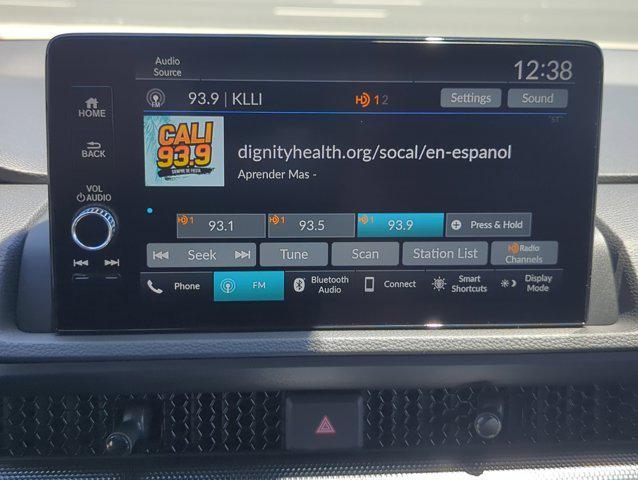 Audio
Source
12:38
FM
93.9 | KLLI
HD 1 2
Settings
Sound
HOME
BACK
VOL
AUDIO
CALI
93.9
SIEMPRE DE FIESTA
dignityhealth.org/socal/en-espanol
Aprender Mas -
"ST"
HD 1 93.1
HD 1 93.5
HD 1 93.9
Press & Hold
Seek
Tune
Scan
Station List
HD Radio
Channels
Phone
FM
Bluetooth
Audio
Connect
Smart
Shortcuts
Display
Mode